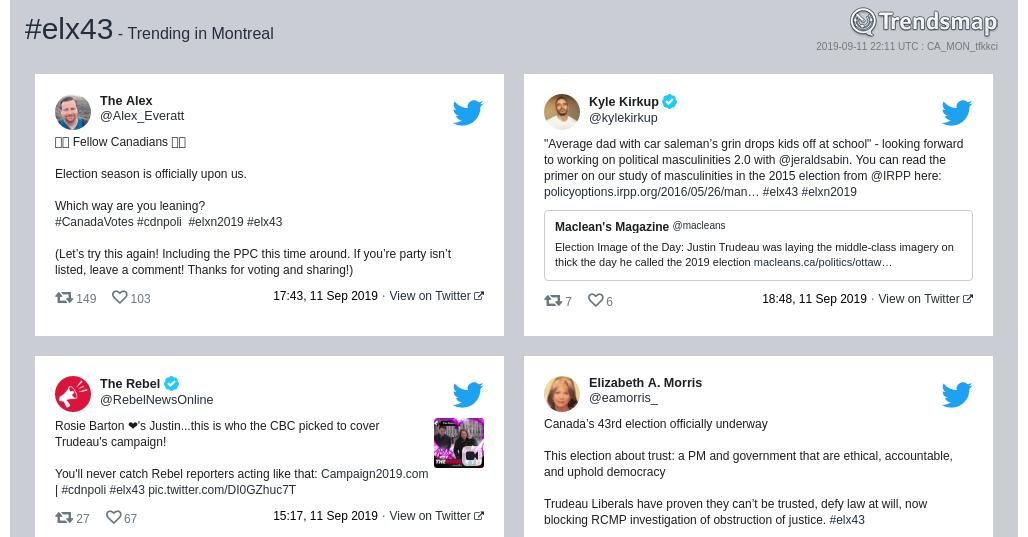 #elx43 - Trending in Montreal
Trendsmap
2019-09-11 22:11 UTC : CA_MON_tfkkci
The Alex
@Alex_Everatt
Fellow Canadians
Election season is officially upon us.
Which way are you leaning?
#CanadaVotes #cdnpoli #elxn2019 #elx43
(Let's try this again! Including the PPC this time around. If you're party isn't
listed, leave a comment! Thanks for voting and sharing!)
149 103 17:43, 11 Sep 2019 · View on Twitter
Kyle Kirkup
@kylekirkup
"Average dad with car saleman's grin drops kids off at school" - looking forward
to working on political masculinities 2.0 with @jeraldsabin. You can read the
primer on our study of masculinities in the 2015 election from @IRPP here:
policyoptions.irpp.org/2016/05/26/man… #elx43 #elxn2019
Maclean's Magazine @macleans
Election Image of the Day: Justin Trudeau was laying the middle-class imagery on
thick the day he called the 2019 election macleans.ca/politics/ottaw…
7 6 18:48, 11 Sep 2019 · View on Twitter
The Rebel
@RebelNewsOnline
Rosie Barton ❤'s Justin...this is who the CBC picked to cover
Trudeau's campaign!
You'll never catch Rebel reporters acting like that: Campaign2019.com
| #cdnpoli #elx43 pic.twitter.com/DI0GZhuc7T
27 67 15:17, 11 Sep 2019 · View on Twitter
Elizabeth A. Morris
@eamorris_
Canada's 43rd election officially underway
This election about trust: a PM and government that are ethical, accountable,
and uphold democracy
Trudeau Liberals have proven they can't be trusted, defy law at will, now
blocking RCMP investigation of obstruction of justice. #elx43